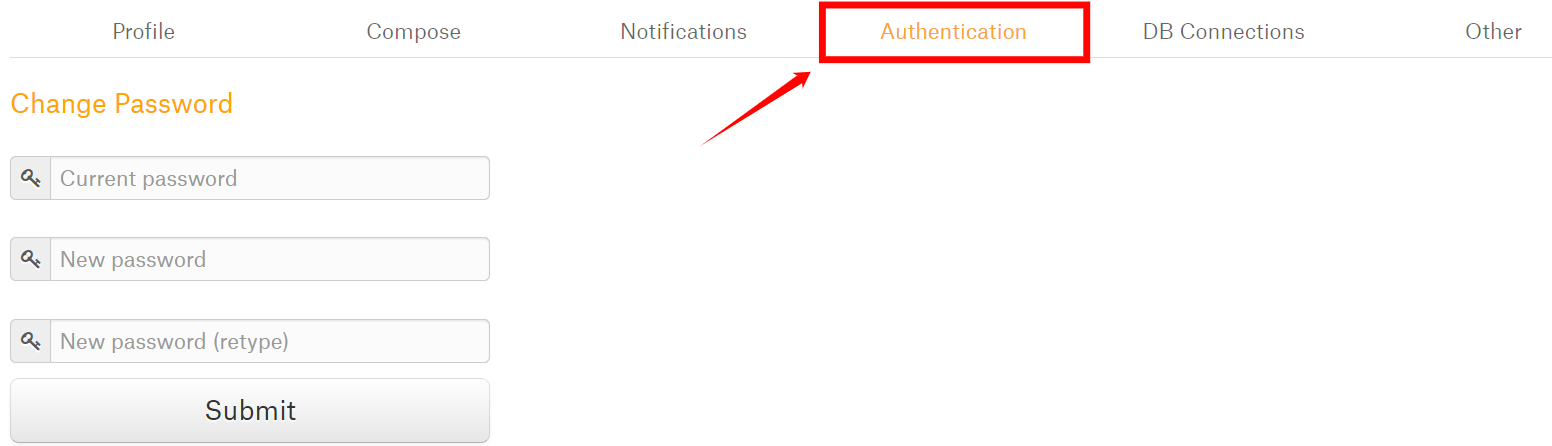 Profile Compose Notifications Authentication DB Connections Other
Change Password
Current password
New password
New password (retype)
Submit